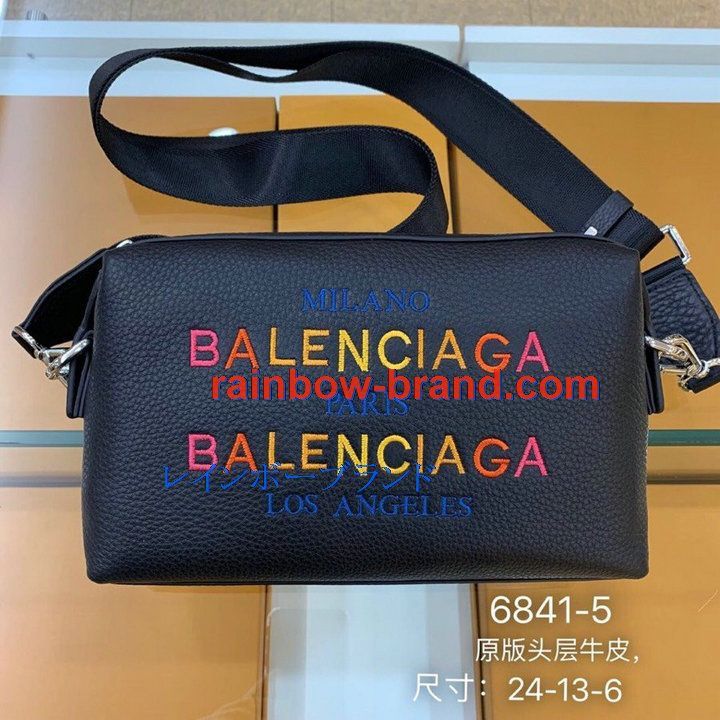 MILANO
BALENCIAGA
rainbow-brand.com
PARIS
BALENCIAGA
レインボーブランド
LOS ANGELES
6841-5
原版头层牛皮,
尺寸：24-13-6